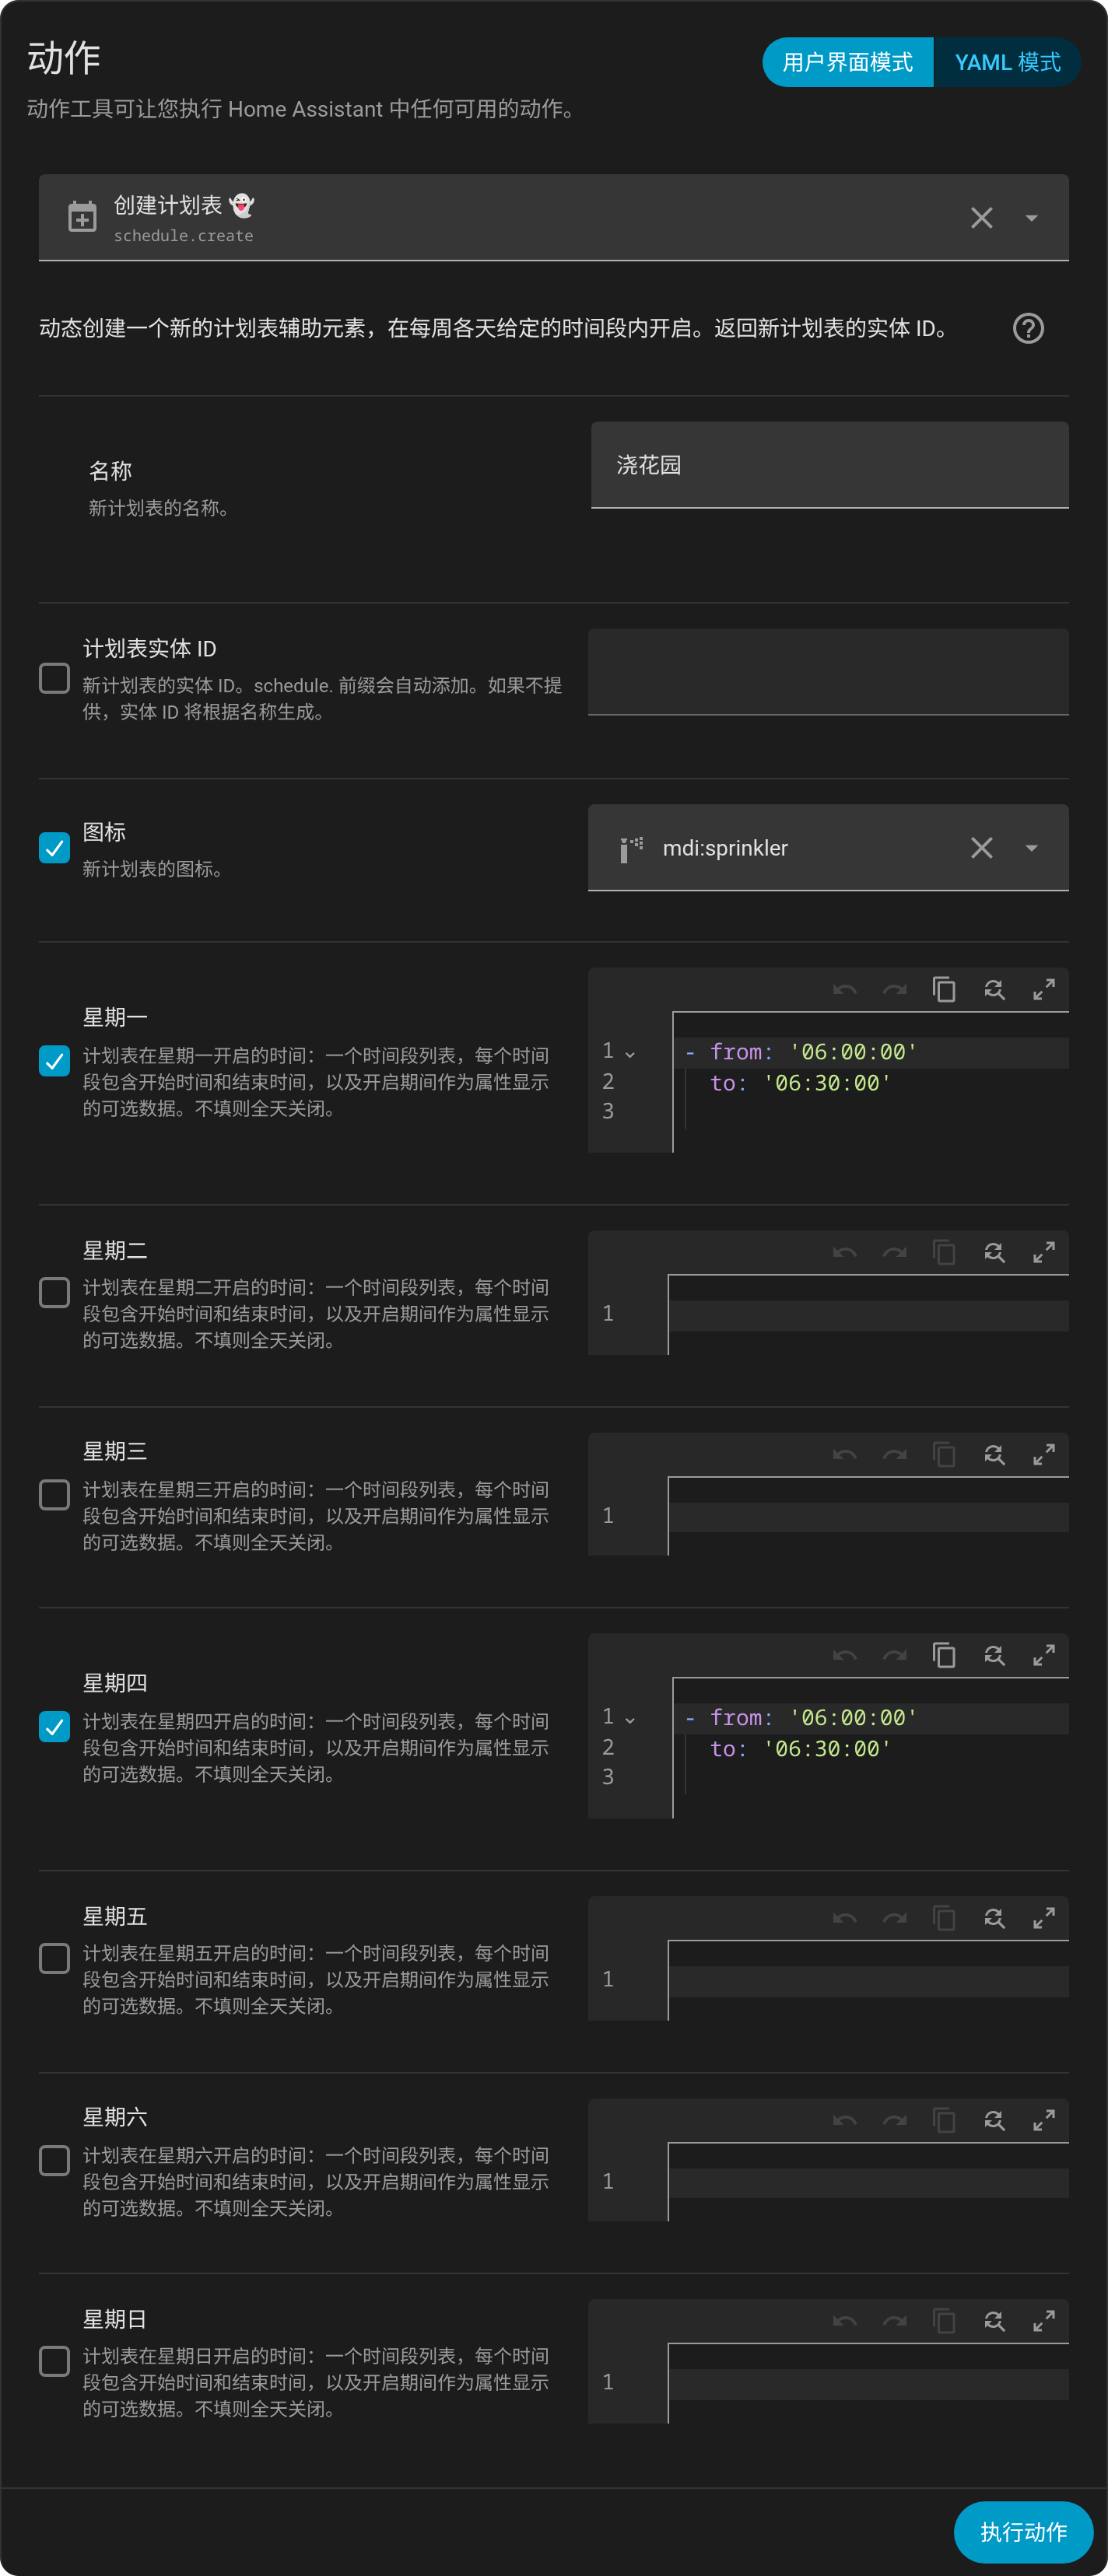 动作
用户界面模式
YAML 模式
动作工具可让您执行 Home Assistant 中任何可用的动作。
创建计划表 👻
schedule.create
动态创建一个新的计划表辅助元素，在每周各天给定的时间段内开启。返回新计划表的实体 ID。
名称
新计划表的名称。
浇花园
计划表实体 ID
新计划表的实体 ID。schedule. 前缀会自动添加。如果不提
供，实体 ID 将根据名称生成。
图标
新计划表的图标。
mdi:sprinkler
星期一
计划表在星期一开启的时间：一个时间段列表，每个时间
段包含开始时间和结束时间，以及开启期间作为属性显示
的可选数据。不填则全天关闭。
1 - from: '06:00:00'
2 to: '06:30:00'
3
星期二
计划表在星期二开启的时间：一个时间段列表，每个时间
段包含开始时间和结束时间，以及开启期间作为属性显示
的可选数据。不填则全天关闭。
1
星期三
计划表在星期三开启的时间：一个时间段列表，每个时间
段包含开始时间和结束时间，以及开启期间作为属性显示
的可选数据。不填则全天关闭。
1
星期四
计划表在星期四开启的时间：一个时间段列表，每个时间
段包含开始时间和结束时间，以及开启期间作为属性显示
的可选数据。不填则全天关闭。
1 - from: '06:00:00'
2 to: '06:30:00'
3
星期五
计划表在星期五开启的时间：一个时间段列表，每个时间
段包含开始时间和结束时间，以及开启期间作为属性显示
的可选数据。不填则全天关闭。
1
星期六
计划表在星期六开启的时间：一个时间段列表，每个时间
段包含开始时间和结束时间，以及开启期间作为属性显示
的可选数据。不填则全天关闭。
1
星期日
计划表在星期日开启的时间：一个时间段列表，每个时间
段包含开始时间和结束时间，以及开启期间作为属性显示
的可选数据。不填则全天关闭。
1
执行动作